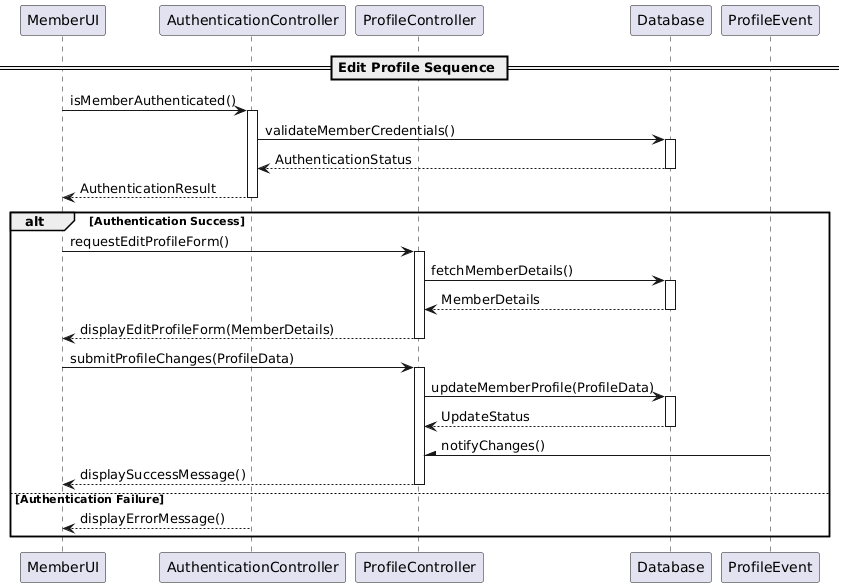 MemberUI
AuthenticationController
ProfileController
Database
ProfileEvent
Edit Profile Sequence
isMemberAuthenticated()
validateMemberCredentials()
AuthenticationStatus
AuthenticationResult
alt
[Authentication Success]
requestEditProfileForm()
fetchMemberDetails()
MemberDetails
displayEditProfileForm(MemberDetails)
submitProfileChanges(ProfileData)
updateMemberProfile(ProfileData)
UpdateStatus
notifyChanges()
displaySuccessMessage()
[Authentication Failure]
displayErrorMessage()
MemberUI
AuthenticationController
ProfileController
Database
ProfileEvent